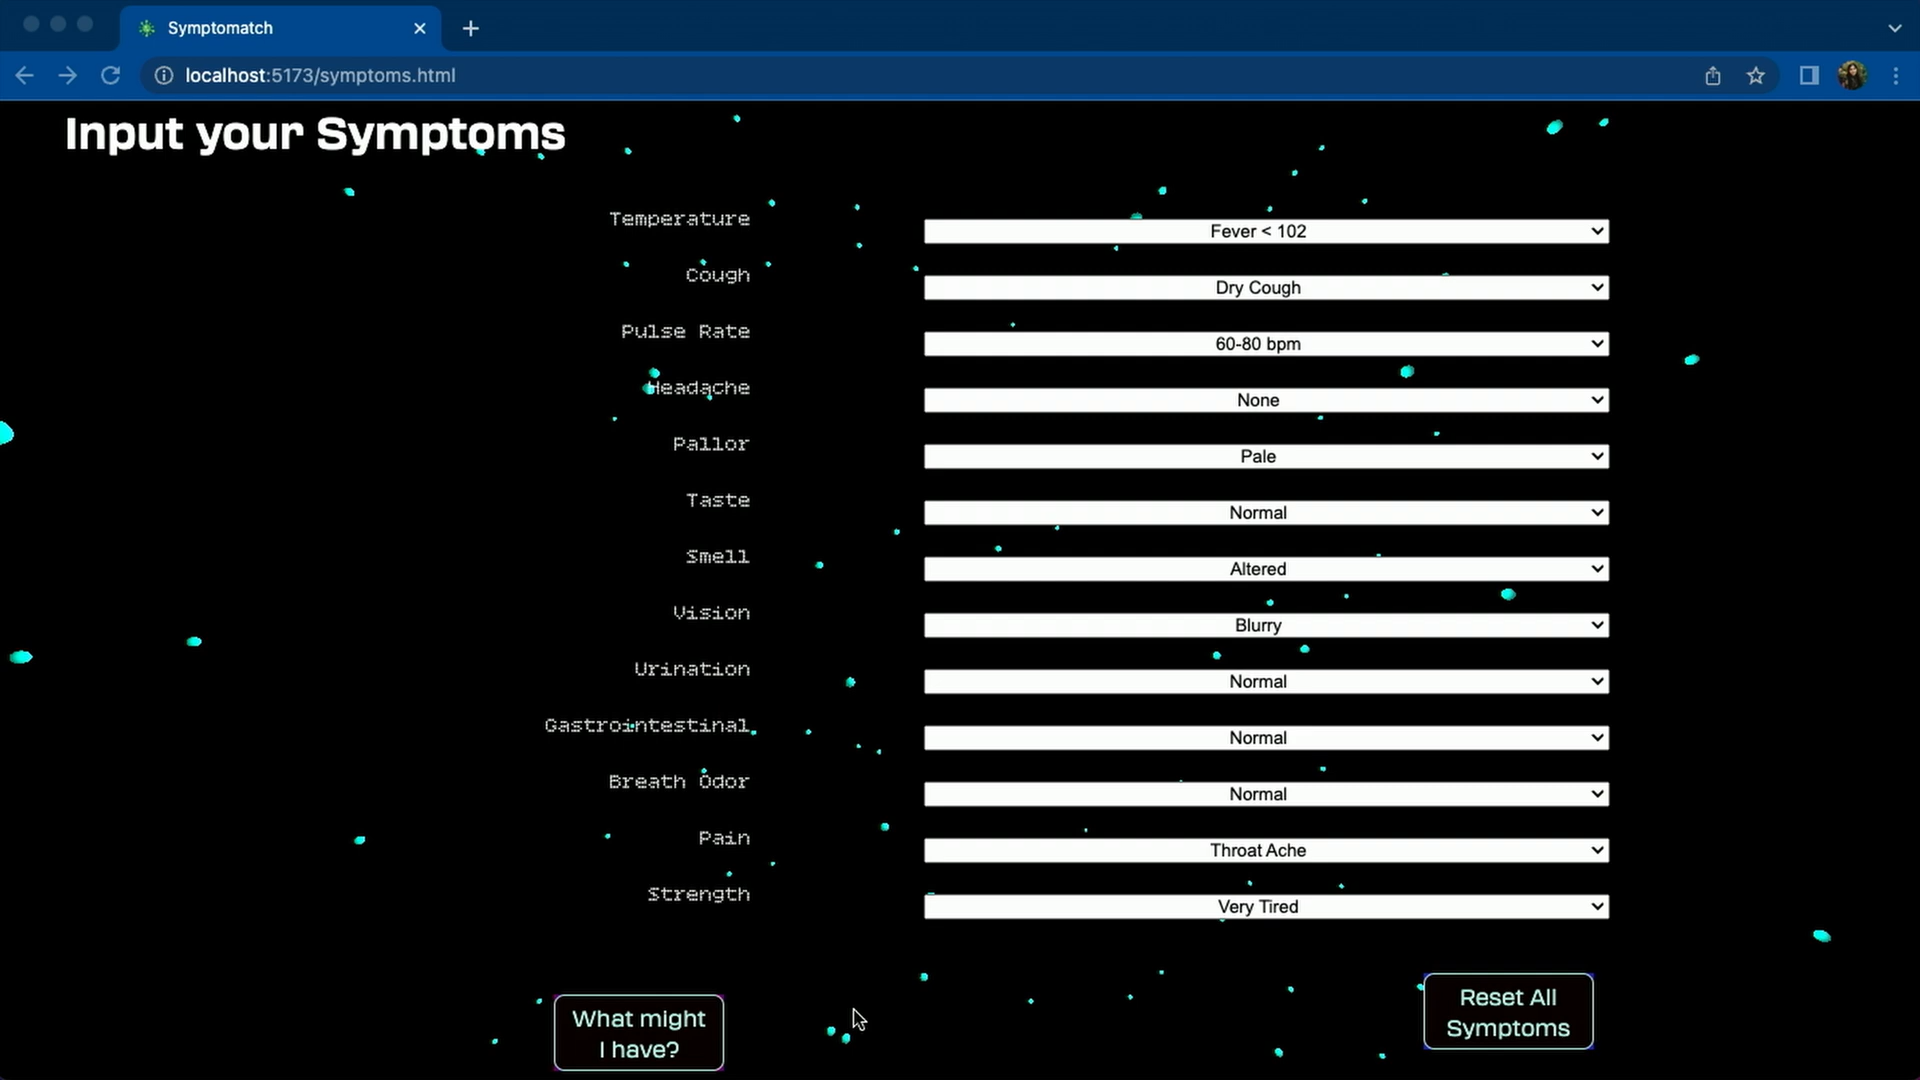 Symptomatch
localhost:5173/symptoms.html
Input your Symptoms
Temperature
Fever < 102
Cough
Dry Cough
Pulse Rate
60-80 bpm
Headache
None
Pallor
Pale
Taste
Normal
Smell
Altered
Vision
Blurry
Urination
Normal
Gastrointestinal
Normal
Breath Odor
Normal
Pain
Throat Ache
Strength
Very Tired
What might
I have?
Reset All
Symptoms